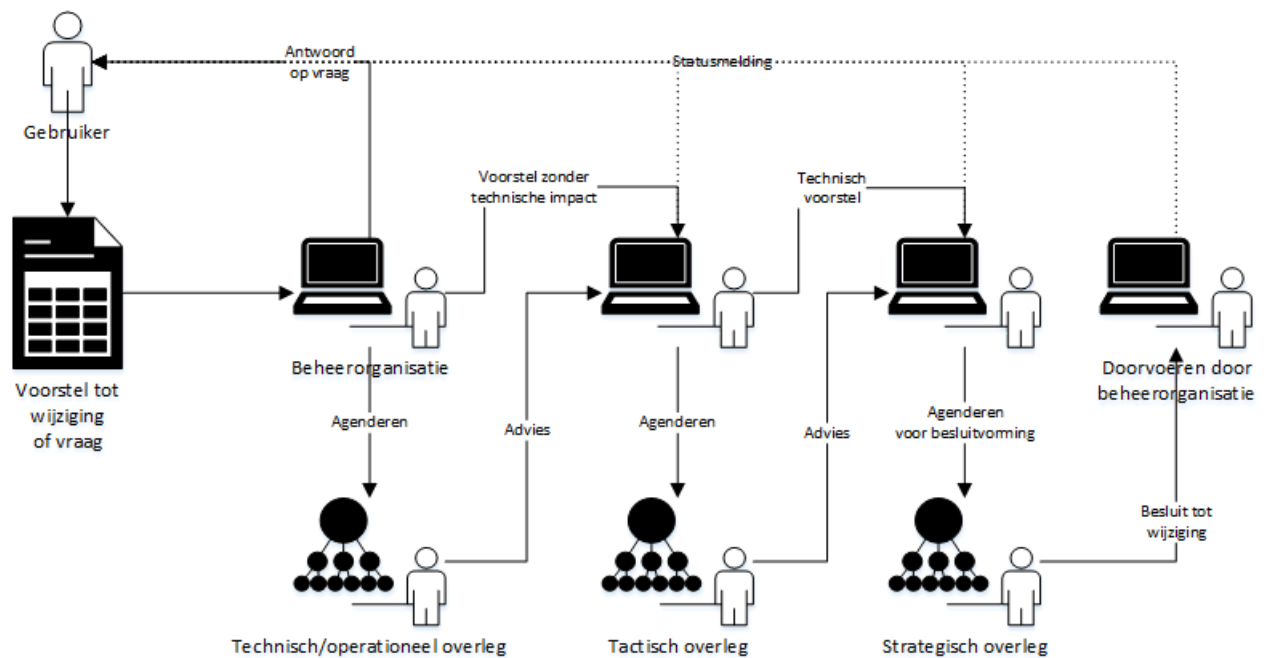 Antwoord
op vraag
Statusmelding
Gebruiker
Voorstel zonder
technische impact
Technisch
voorstel
Beheerorganisatie
Doorvoeren door
beheerorganisatie
Voorstel tot
wijziging
of vraag
Agenderen
Advies
Agenderen
Advies
Agenderen
voor besluitvorming
Besluit tot
wijziging
Technisch/operationeel overleg
Tactisch overleg
Strategisch overleg